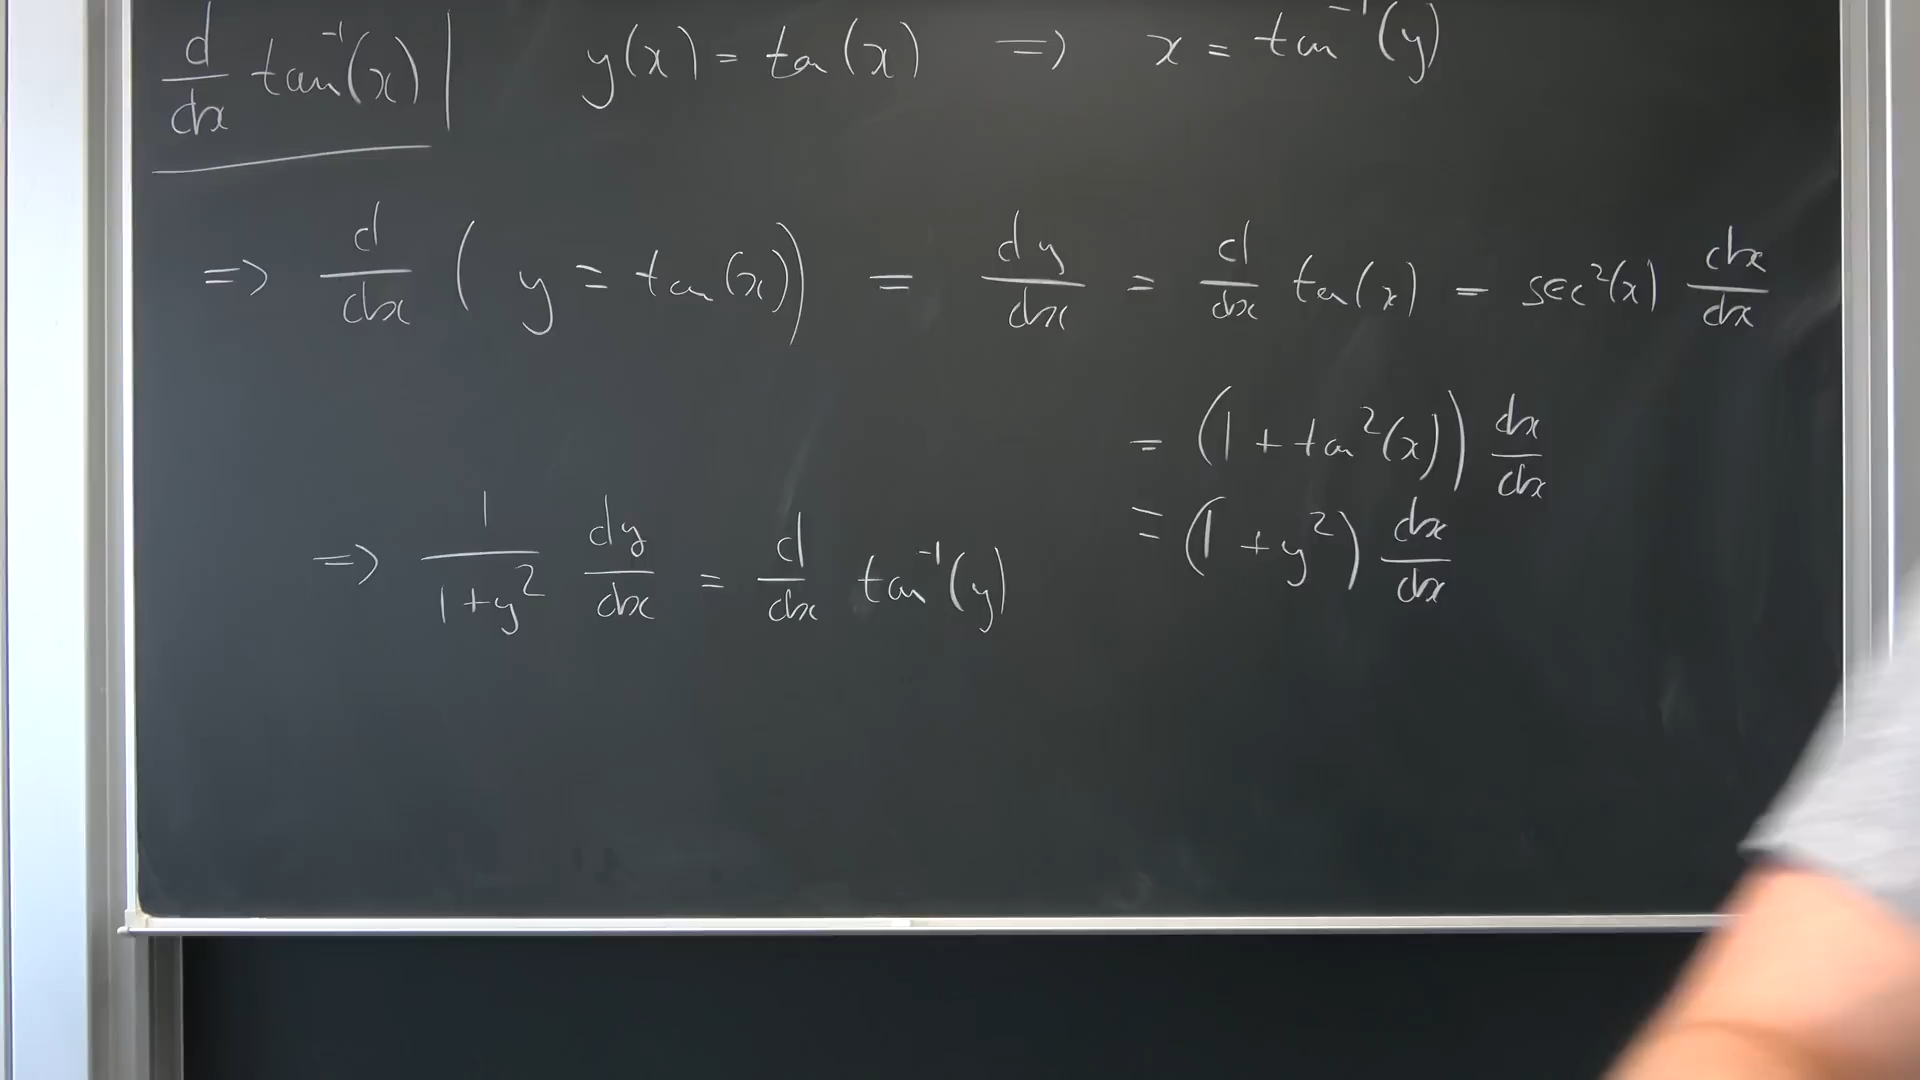 d/dx tan⁻¹(x) | y(x) = tan(x) => x = tan⁻¹(y)
=> d/dx ( y = tan(x)) = dy/dx = d/dx tan(x) = sec²(x) dx/dx
= (1 + tan²(x)) dx/dx
=> 1/(1+y²) dy/dx = d/dx tan⁻¹(y)
= (1 + y²) dx/dx